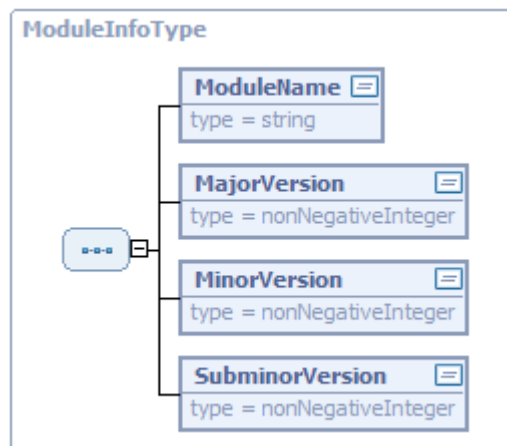 ModuleInfoType
ModuleName
type = string
MajorVersion
type = nonNegativeInteger
MinorVersion
type = nonNegativeInteger
SubminorVersion
type = nonNegativeInteger